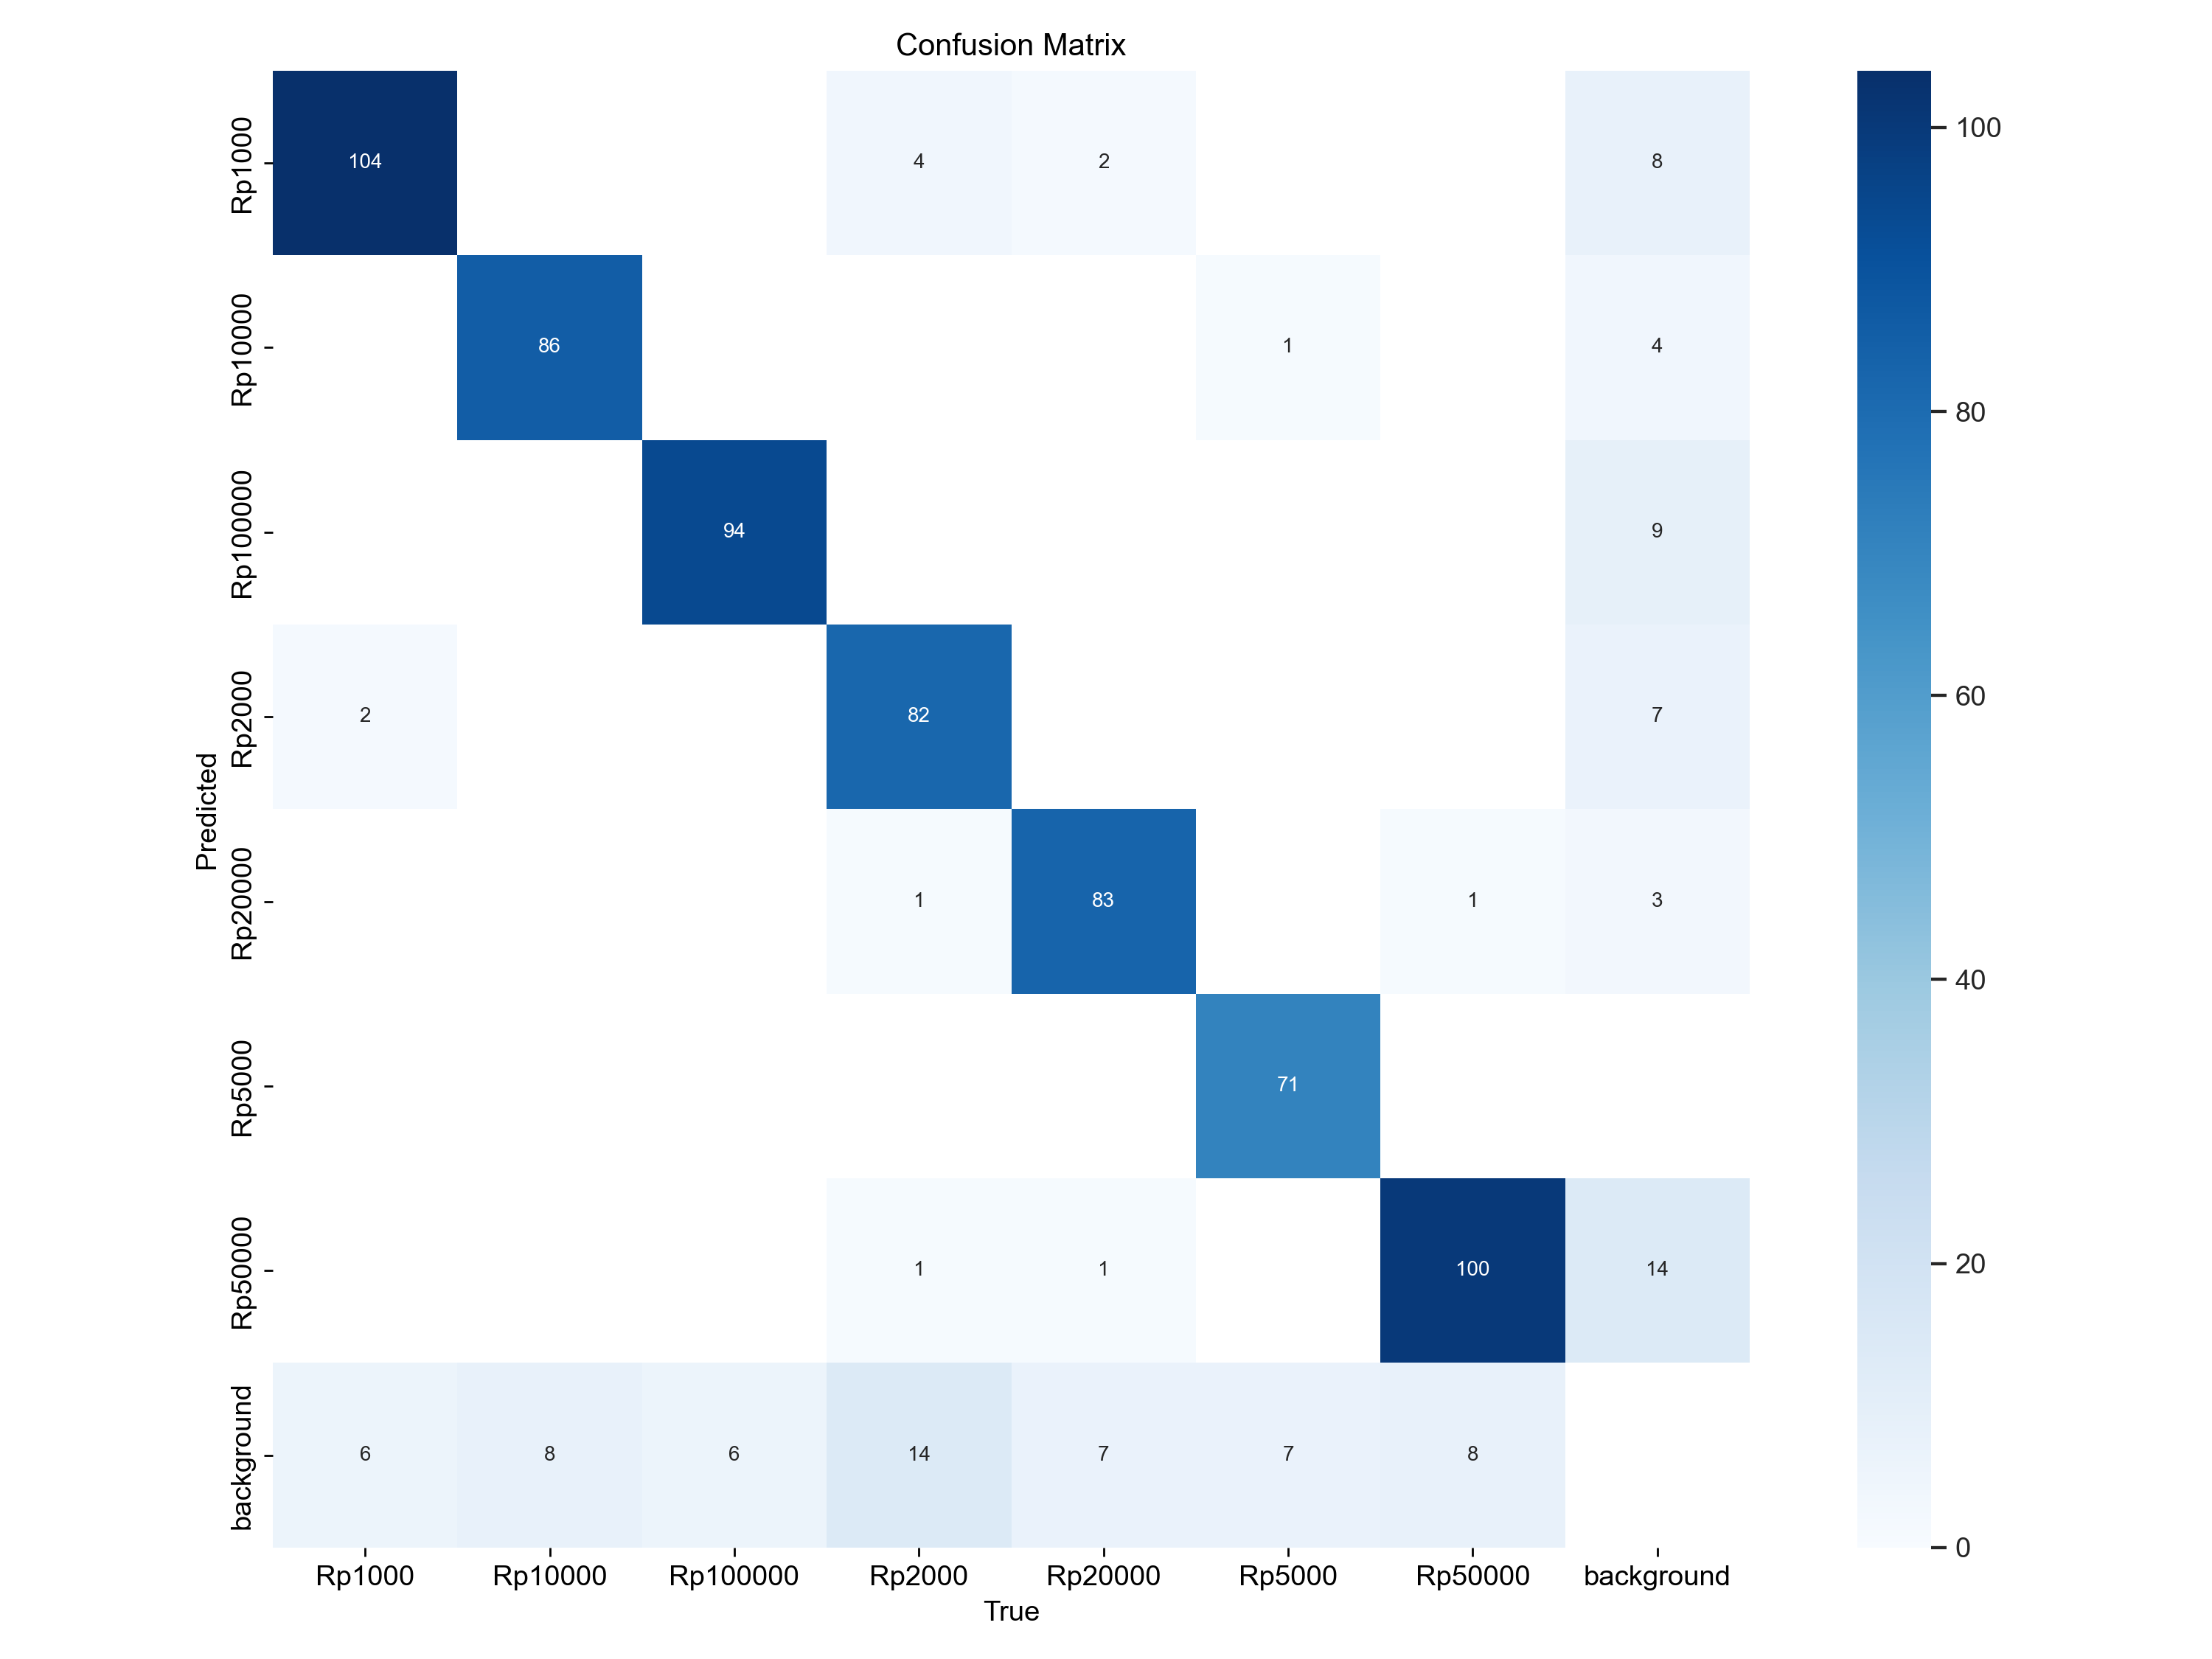 Confusion Matrix
Rp1000 104 4 2 8
Rp10000 86 1 4
Rp100000 94 9
Rp2000 2 82 7
Rp20000 1 83 1 3
Rp5000 71
Rp50000 1 1 100 14
background 6 8 6 14 7 7 8
Predicted
Rp1000 Rp10000 Rp100000 Rp2000 Rp20000 Rp5000 Rp50000 background
True
100
80
60
40
20
0